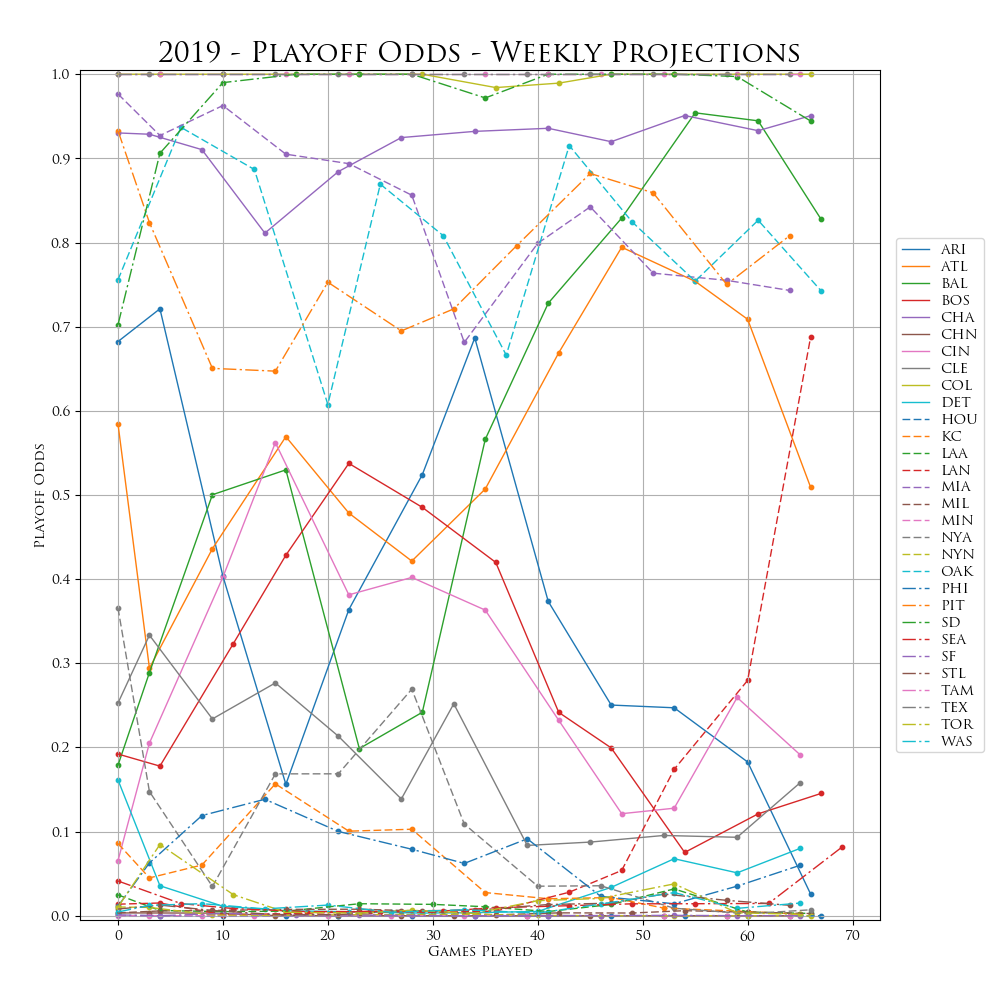 2019 - Playoff Odds - Weekly Projections
1.0
0.9
0.8
0.7
0.6
0.5
0.4
0.3
0.2
0.1
0.0
Playoff Odds
0 10 20 30 40 50 60 70
Games Played
ARI
ATL
BAL
BOS
CHA
CHN
CIN
CLE
COL
DET
HOU
KC
LAA
LAN
MIA
MIL
MIN
NYA
NYN
OAK
PHI
PIT
SD
SEA
SF
STL
TAM
TEX
TOR
WAS